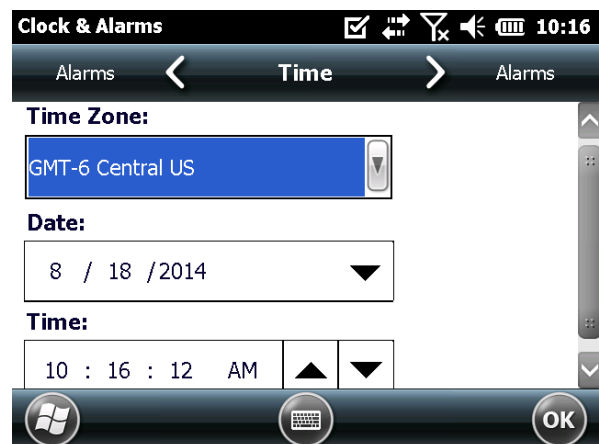 Clock & Alarms 10:16
Alarms Time Alarms
Time Zone:
GMT-6 Central US
Date:
8 / 18 /2014
Time:
10 : 16 : 12 AM
OK